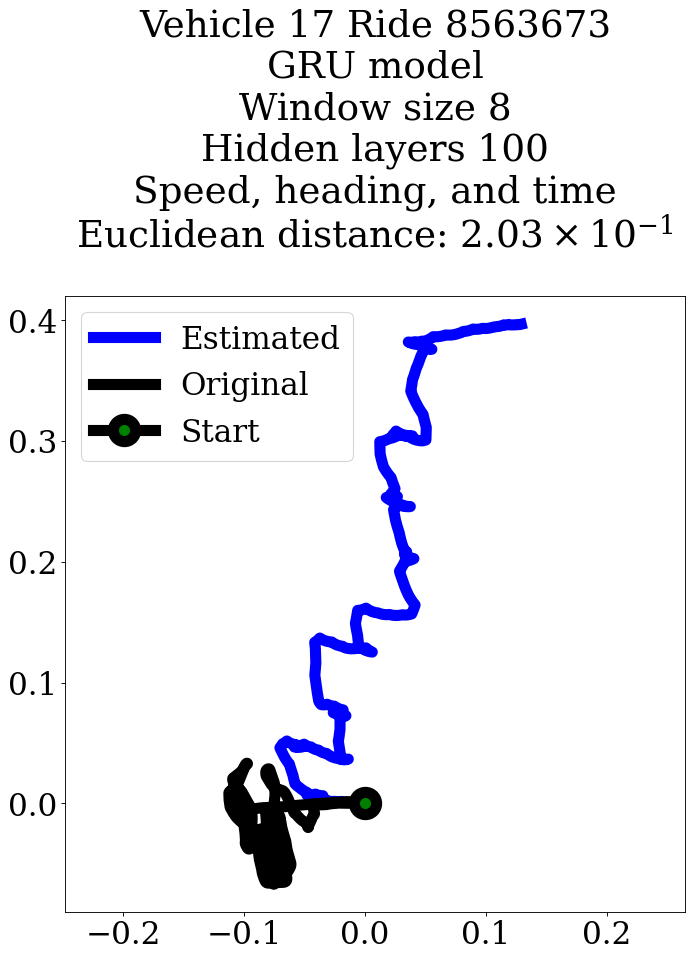 Vehicle 17 Ride 8563673
GRU model
Window size 8
Hidden layers 100
Speed, heading, and time
Euclidean distance: 2.03 × 10⁻¹
Estimated
Original
Start
0.4
0.3
0.2
0.1
0.0
−0.2 −0.1 0.0 0.1 0.2